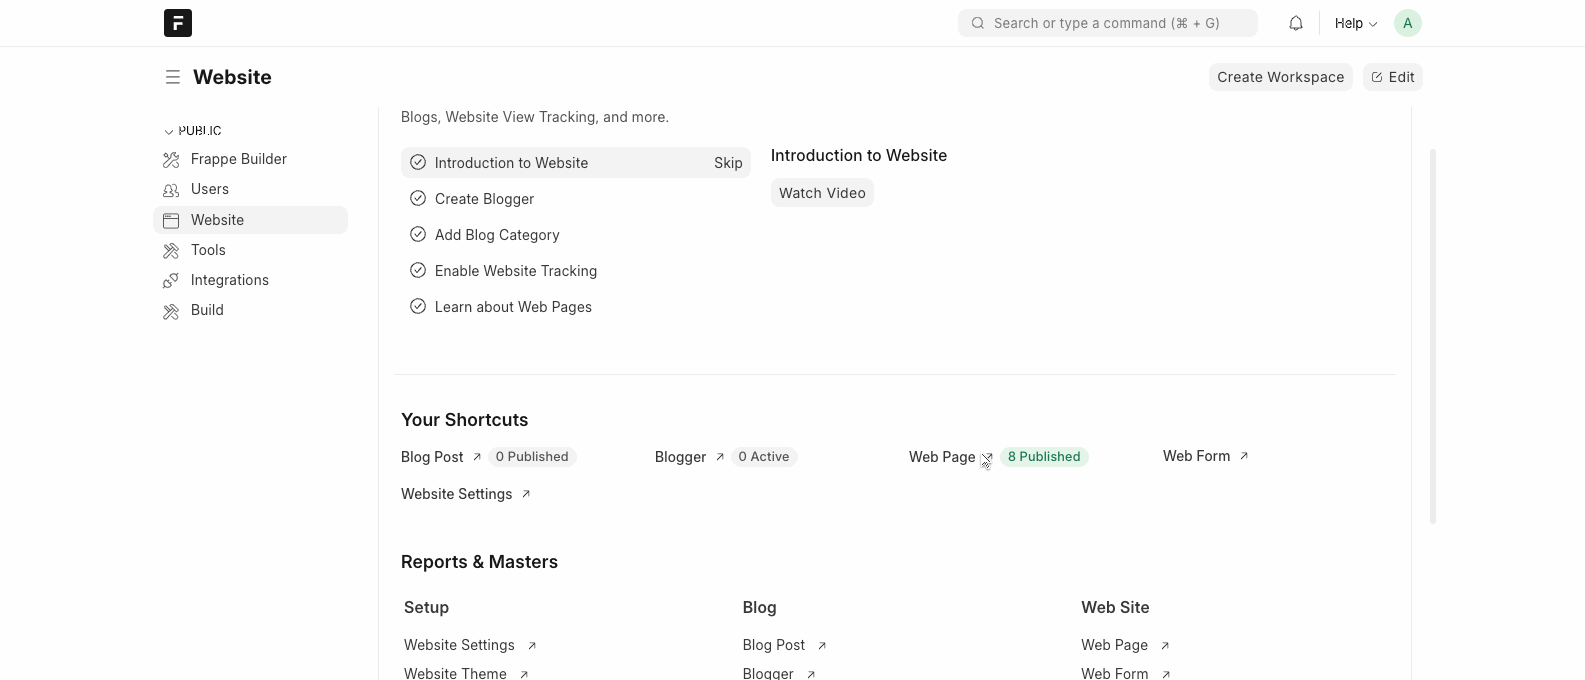 F
Search or type a command (⌘ + G)
Help
A
Website
Create Workspace
Edit
PUBLIC
Frappe Builder
Users
Website
Tools
Integrations
Build
Blogs, Website View Tracking, and more.
Introduction to Website Skip
Create Blogger
Add Blog Category
Enable Website Tracking
Learn about Web Pages
Introduction to Website
Watch Video
Your Shortcuts
Blog Post 0 Published
Blogger 0 Active
Web Page 8 Published
Web Form
Website Settings
Reports & Masters
Setup
Website Settings
Website Theme
Blog
Blog Post
Blogger
Web Site
Web Page
Web Form